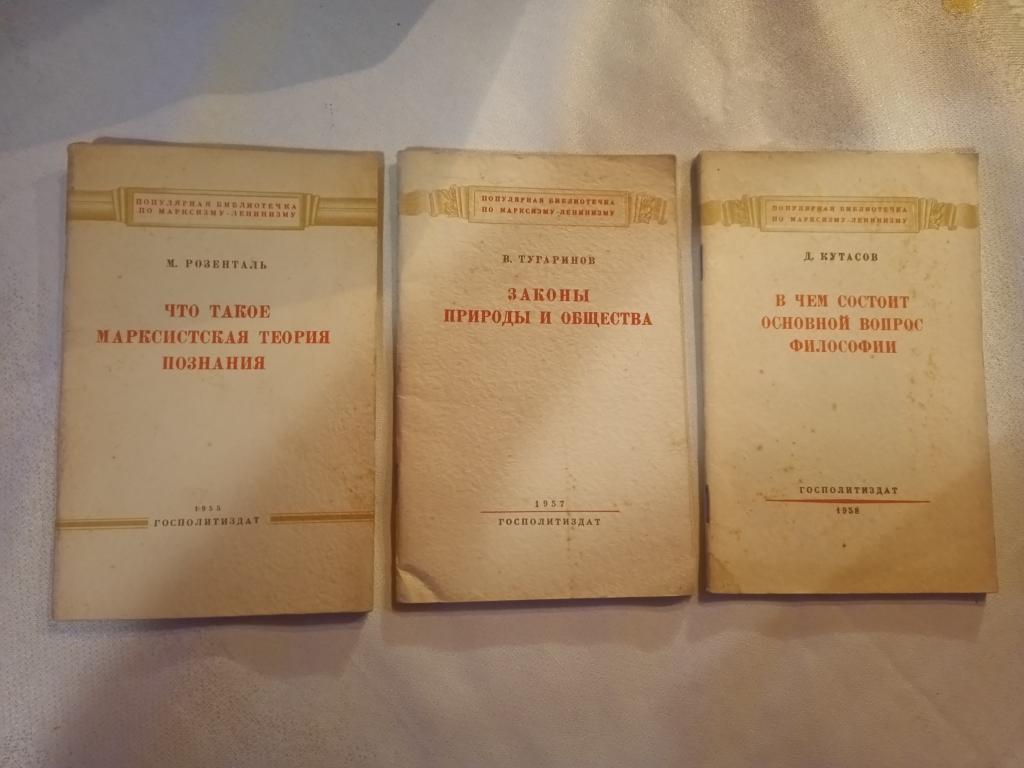 ПОПУЛЯРНАЯ БИБЛИОТЕЧКА
ПО МАРКСИЗМУ-ЛЕНИНИЗМУ
М. РОЗЕНТАЛЬ
ЧТО ТАКОЕ
МАРКСИСТСКАЯ ТЕОРИЯ
ПОЗНАНИЯ
1955
ГОСПОЛИТИЗДАТ
ПОПУЛЯРНАЯ БИБЛИОТЕЧКА
ПО МАРКСИЗМУ-ЛЕНИНИЗМУ
В. ТУГАРИНОВ
ЗАКОНЫ
ПРИРОДЫ И ОБЩЕСТВА
1957
ГОСПОЛИТИЗДАТ
ПОПУЛЯРНАЯ БИБЛИОТЕЧКА
ПО МАРКСИЗМУ-ЛЕНИНИЗМУ
Д. КУТАСОВ
В ЧЕМ СОСТОИТ
ОСНОВНОЙ ВОПРОС
ФИЛОСОФИИ
ГОСПОЛИТИЗДАТ
1958